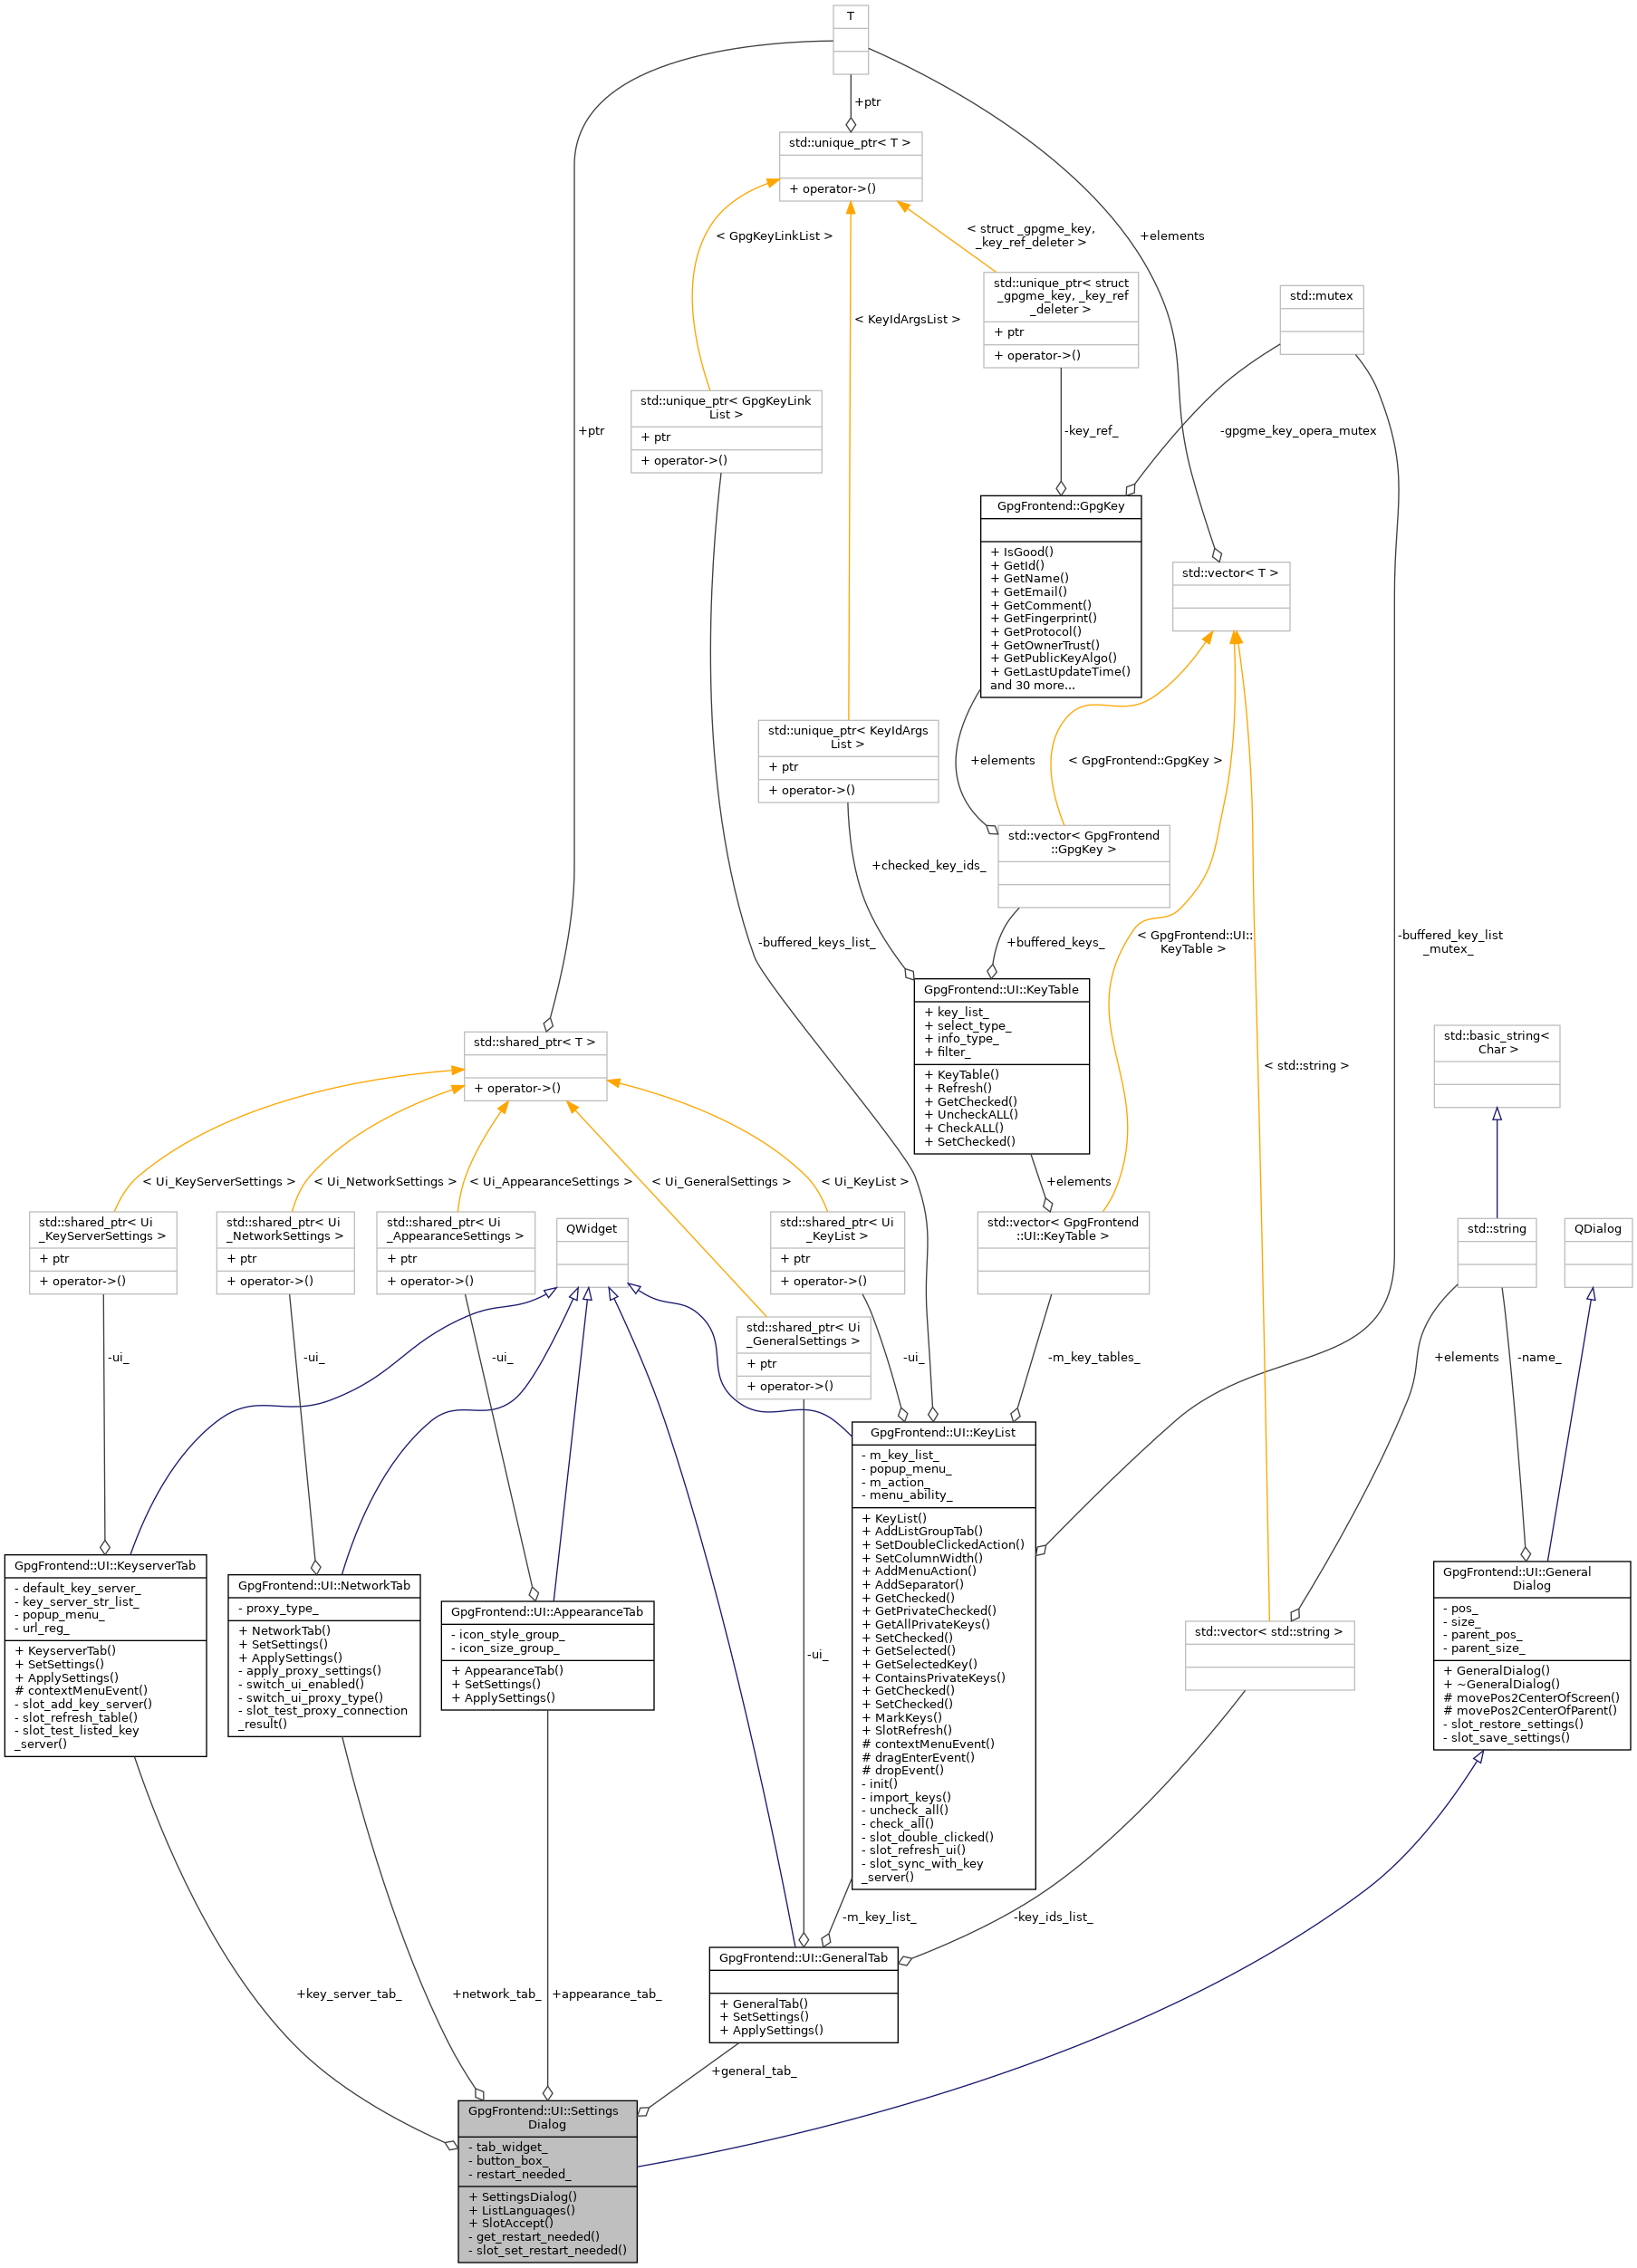 T
+ptr
std::unique_ptr< T >
+ operator->()
< GpgKeyLinkList >
< struct _gpgme_key,
_key_ref_deleter >
+elements
std::unique_ptr< struct
_gpgme_key, _key_ref
_deleter >
+ ptr
+ operator->()
std::mutex
< KeyIdArgsList >
std::unique_ptr< GpgKeyLink
List >
+ ptr
+ operator->()
+ptr
-key_ref_
-gpgme_key_opera_mutex
GpgFrontend::GpgKey
+ IsGood()
+ GetId()
+ GetName()
+ GetEmail()
+ GetComment()
+ GetFingerprint()
+ GetProtocol()
+ GetOwnerTrust()
+ GetPublicKeyAlgo()
+ GetLastUpdateTime()
and 30 more...
std::vector< T >
std::unique_ptr< KeyIdArgs
List >
+ ptr
+ operator->()
+elements
< GpgFrontend::GpgKey >
std::vector< GpgFrontend
::GpgKey >
+checked_key_ids_
-buffered_keys_list_
+buffered_keys_
< GpgFrontend::UI::
KeyTable >
-buffered_key_list
_mutex_
GpgFrontend::UI::KeyTable
+ key_list_
+ select_type_
+ info_type_
+ filter_
+ KeyTable()
+ Refresh()
+ GetChecked()
+ UncheckALL()
+ CheckALL()
+ SetChecked()
std::shared_ptr< T >
+ operator->()
< std::string >
std::basic_string<
Char >
< Ui_KeyServerSettings >
< Ui_NetworkSettings >
< Ui_AppearanceSettings >
< Ui_GeneralSettings >
< Ui_KeyList >
+elements
std::shared_ptr< Ui
_KeyServerSettings >
+ ptr
+ operator->()
std::shared_ptr< Ui
_NetworkSettings >
+ ptr
+ operator->()
std::shared_ptr< Ui
_AppearanceSettings >
+ ptr
+ operator->()
QWidget
std::shared_ptr< Ui
_KeyList >
+ ptr
+ operator->()
std::vector< GpgFrontend
::UI::KeyTable >
std::string
QDialog
std::shared_ptr< Ui
_GeneralSettings >
+ ptr
+ operator->()
-ui_
-ui_
-ui_
-ui_
-m_key_tables_
+elements
-name_
GpgFrontend::UI::KeyList
- m_key_list_
- popup_menu_
- m_action_
- menu_ability_
+ KeyList()
+ AddListGroupTab()
+ SetDoubleClickedAction()
+ SetColumnWidth()
+ AddMenuAction()
+ AddSeparator()
+ GetChecked()
+ GetPrivateChecked()
+ GetAllPrivateKeys()
+ SetChecked()
+ GetSelected()
+ GetSelectedKey()
+ ContainsPrivateKeys()
+ GetChecked()
+ SetChecked()
+ MarkKeys()
+ SlotRefresh()
# contextMenuEvent()
# dragEnterEvent()
# dropEvent()
- init()
- import_keys()
- uncheck_all()
- check_all()
- slot_double_clicked()
- slot_refresh_ui()
- slot_sync_with_key
_server()
GpgFrontend::UI::KeyserverTab
- default_key_server_
- key_server_str_list_
- popup_menu_
- url_reg_
+ KeyserverTab()
+ SetSettings()
+ ApplySettings()
# contextMenuEvent()
- slot_add_key_server()
- slot_refresh_table()
- slot_test_listed_key
_server()
GpgFrontend::UI::NetworkTab
- proxy_type_
+ NetworkTab()
+ SetSettings()
+ ApplySettings()
- apply_proxy_settings()
- switch_ui_enabled()
- switch_ui_proxy_type()
- slot_test_proxy_connection
_result()
GpgFrontend::UI::AppearanceTab
- icon_style_group_
- icon_size_group_
+ AppearanceTab()
+ SetSettings()
+ ApplySettings()
-ui_
std::vector< std::string >
GpgFrontend::UI::General
Dialog
- pos_
- size_
- parent_pos_
- parent_size_
+ GeneralDialog()
+ ~GeneralDialog()
# movePos2CenterOfScreen()
# movePos2CenterOfParent()
- slot_restore_settings()
- slot_save_settings()
-m_key_list_
-key_ids_list_
GpgFrontend::UI::GeneralTab
+ GeneralTab()
+ SetSettings()
+ ApplySettings()
+key_server_tab_
+network_tab_
+appearance_tab_
+general_tab_
GpgFrontend::UI::Settings
Dialog
- tab_widget_
- button_box_
- restart_needed_
+ SettingsDialog()
+ ListLanguages()
+ SlotAccept()
- get_restart_needed()
- slot_set_restart_needed()